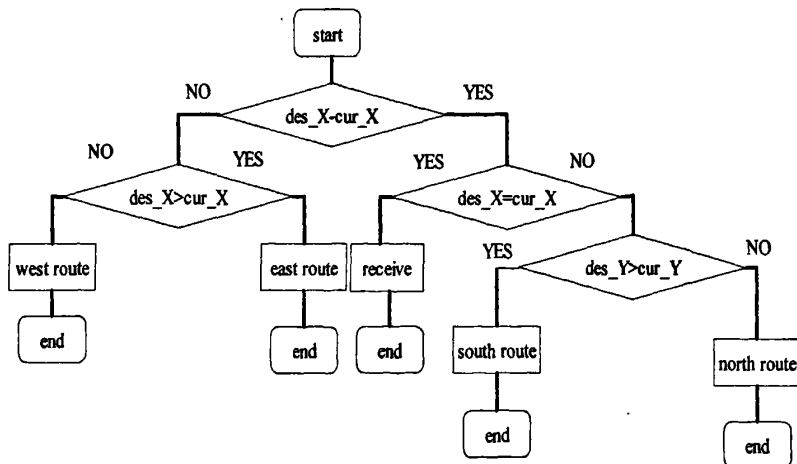 start
NO
YES
des_X-cur_X
NO
YES
YES
NO
des_X>cur_X
des_X=cur_X
west route
east route
receive
YES
NO
des_Y>cur_Y
end
end
end
south route
north route
end
end